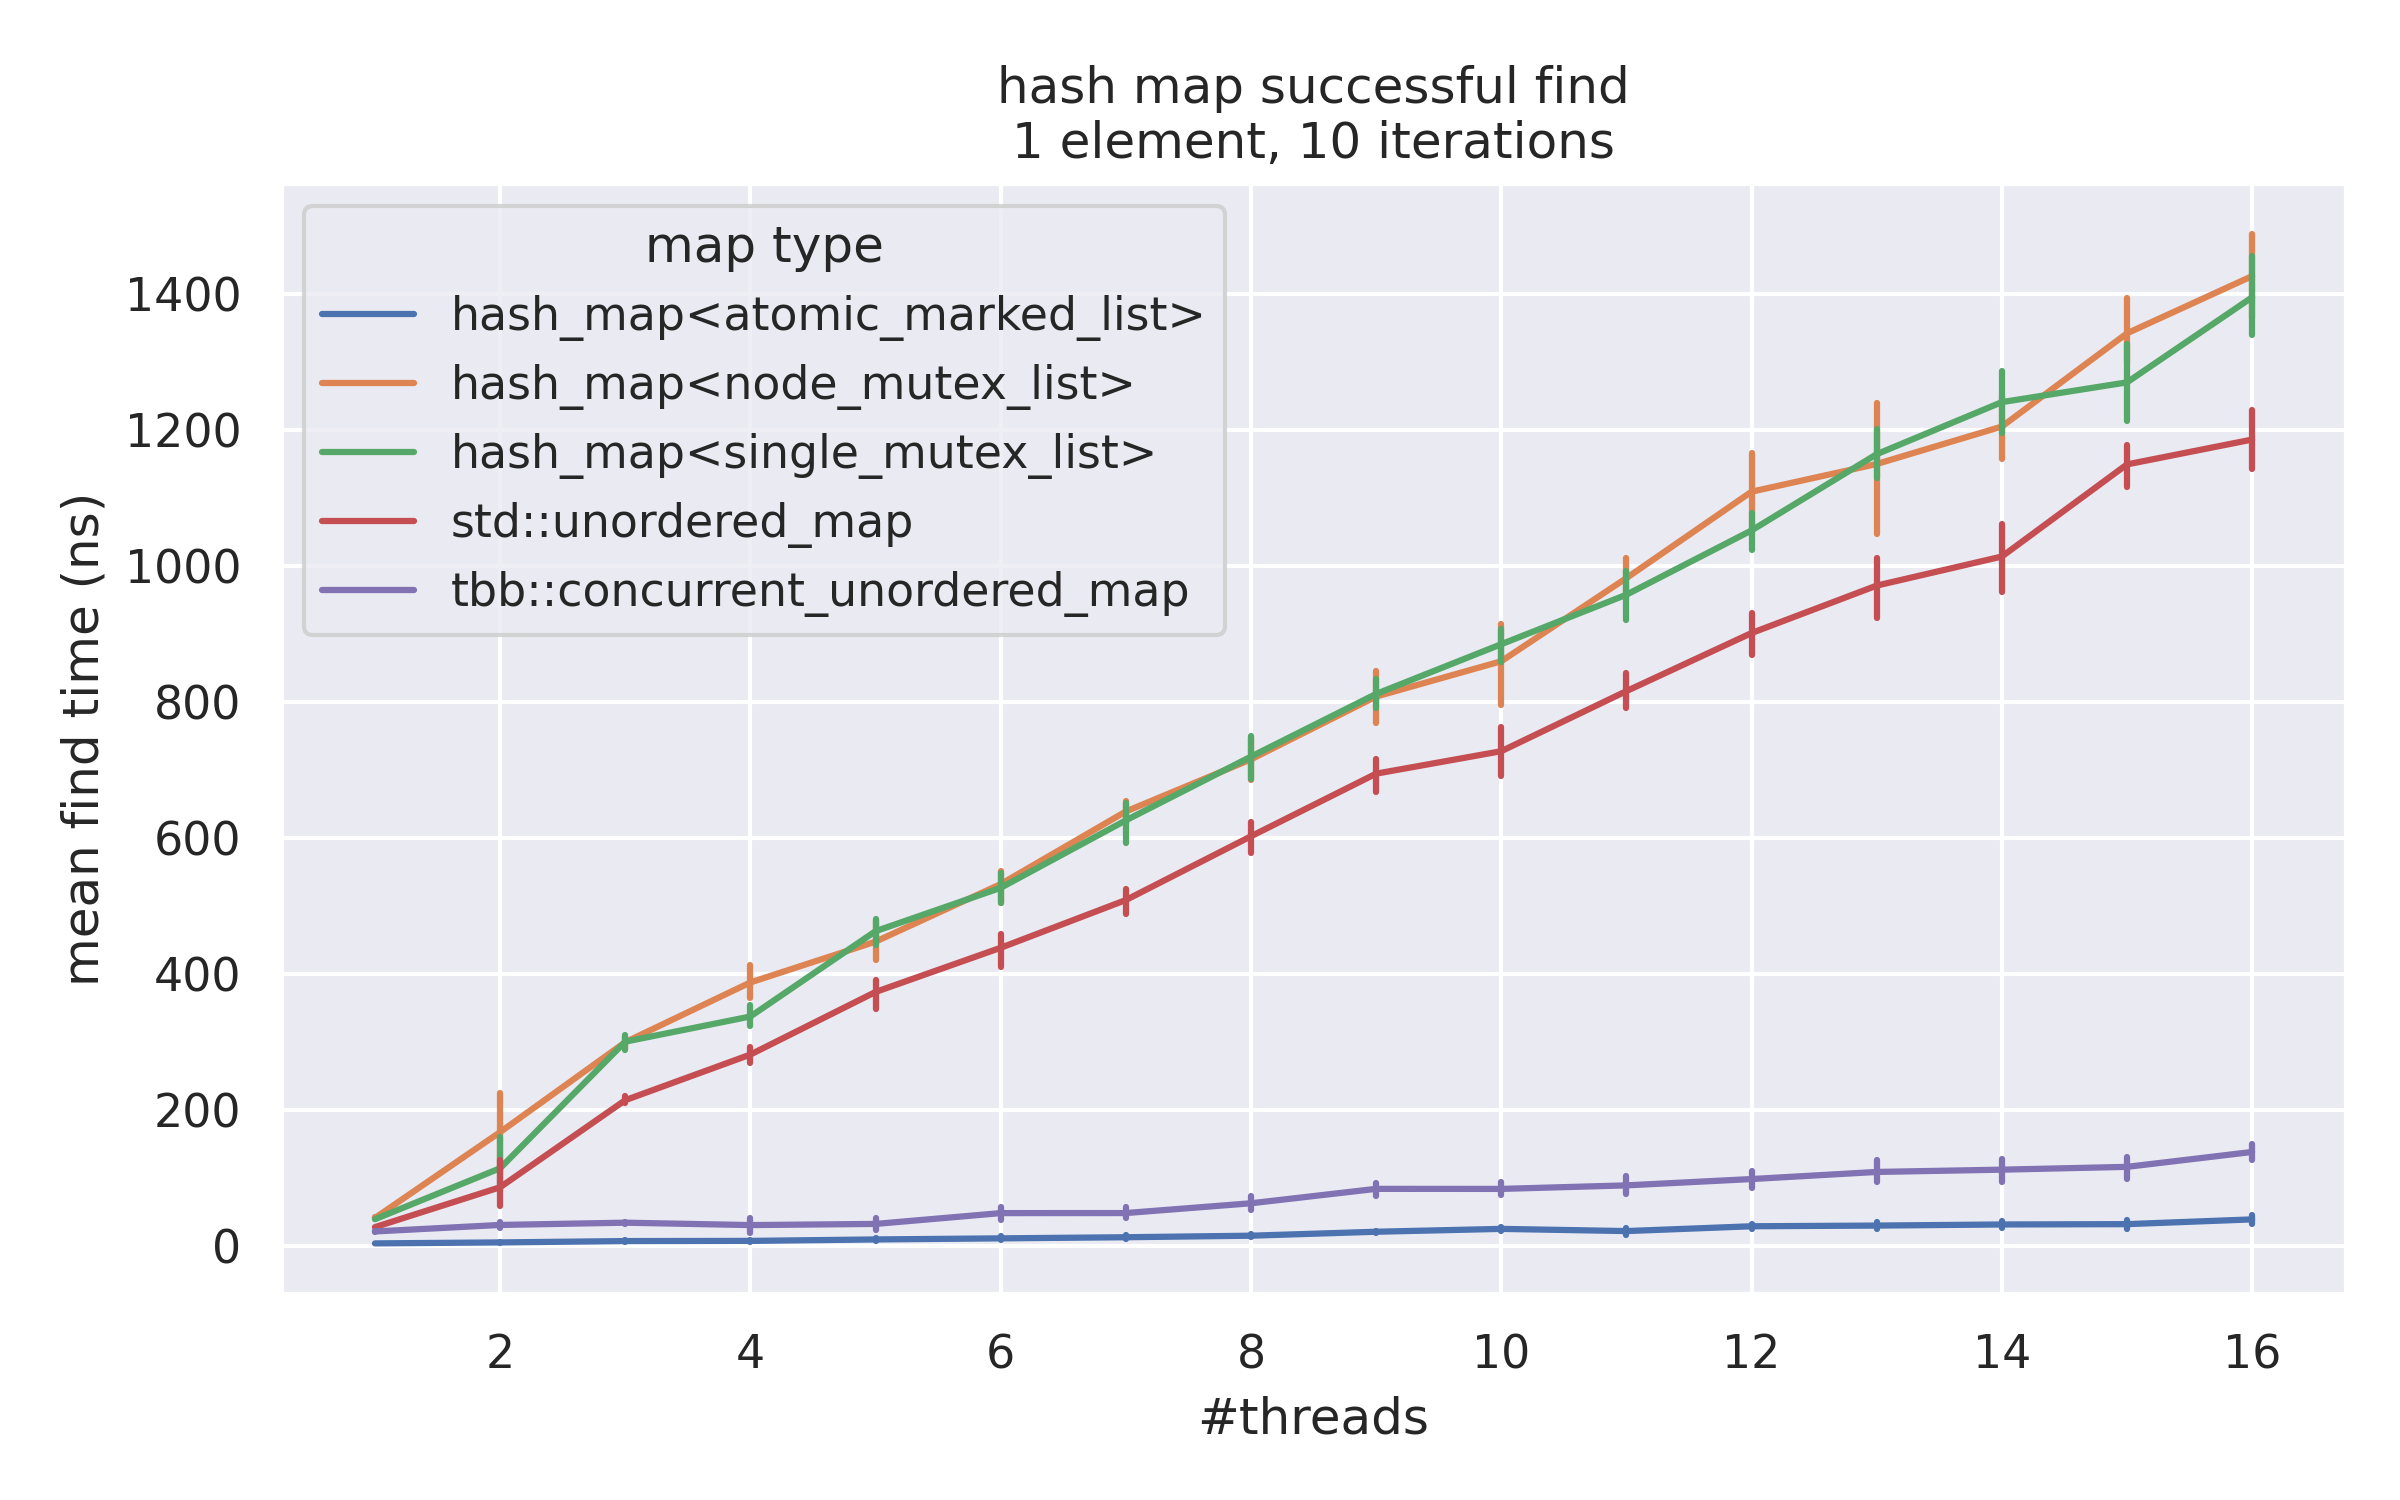 hash map successful find
1 element, 10 iterations
map type
hash_map<atomic_marked_list>
hash_map<node_mutex_list>
hash_map<single_mutex_list>
std::unordered_map
tbb::concurrent_unordered_map
mean find time (ns)
1400
1200
1000
800
600
400
200
0
2 4 6 8 10 12 14 16
#threads